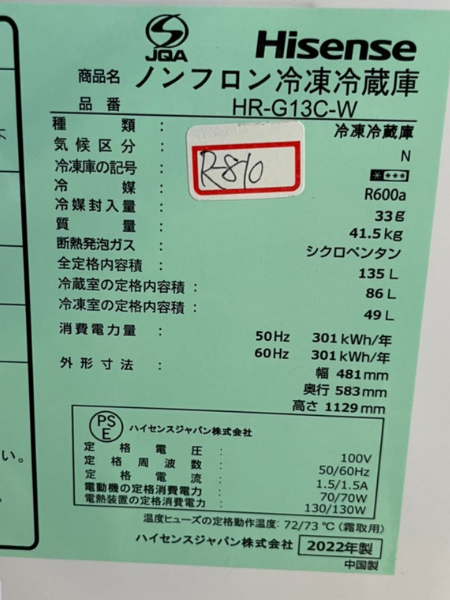 JQA
Hisense
商品名 ノンフロン冷凍冷蔵庫
品番 HR-G13C-W
種類 : 冷凍冷蔵庫
気候区分 : N
冷凍庫の記号 :
冷媒 : R600a
冷媒封入量 : 33g
質量 : 41.5kg
断熱発泡ガス : シクロペンタン
全定格内容積 : 135L
冷蔵室の定格内容積 : 86L
冷凍室の定格内容積 : 49L
消費電力量 : 50Hz 301kWh/年
60Hz 301kWh/年
外形寸法 : 幅 481mm
奥行 583mm
高さ 1129mm
R-810
PSE ハイセンスジャパン株式会社
定格電圧 : 100V
定格周波数 : 50/60Hz
定格電流 : 1.5/1.5A
電動機の定格消費電力 : 70/70W
電熱装置の定格消費電力 : 130/130W
温度ヒューズの定格動作温度: 72/73℃(霜取用)
ハイセンスジャパン株式会社 2022年製
中国製
い。